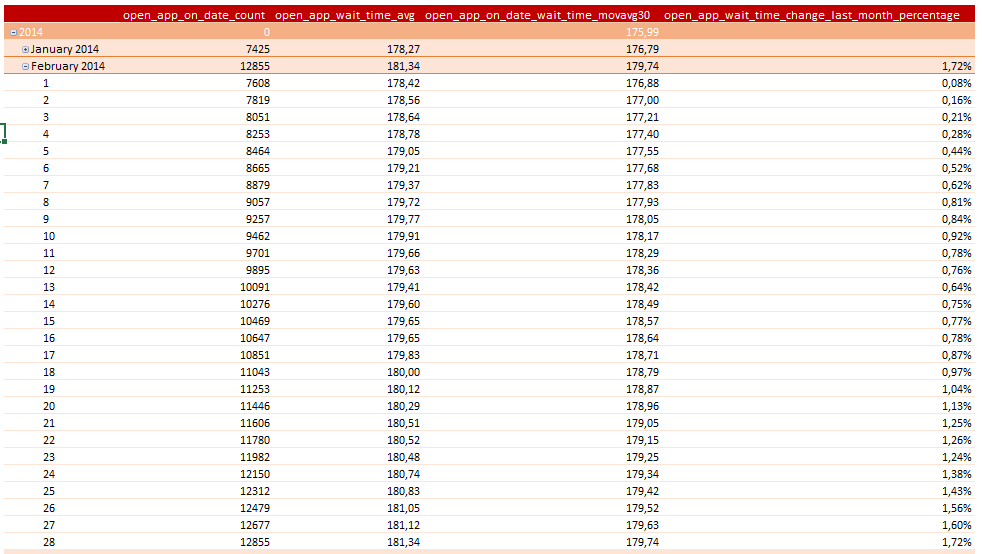 open_app_on_date_count open_app_wait_time_avg open_app_on_date_wait_time_movavg30 open_app_wait_time_change_last_month_percentage
2014 0 175,99
January 2014 7425 178,27 176,79
February 2014 12855 181,34 179,74 1,72%
1 7608 178,42 176,88 0,08%
2 7819 178,56 177,00 0,16%
3 8051 178,64 177,21 0,21%
4 8253 178,78 177,40 0,28%
5 8464 179,05 177,55 0,44%
6 8665 179,21 177,68 0,52%
7 8879 179,37 177,83 0,62%
8 9057 179,72 177,93 0,81%
9 9257 179,77 178,05 0,84%
10 9462 179,91 178,17 0,92%
11 9701 179,66 178,29 0,78%
12 9895 179,63 178,36 0,76%
13 10091 179,41 178,42 0,64%
14 10276 179,60 178,49 0,75%
15 10469 179,65 178,57 0,77%
16 10647 179,65 178,64 0,78%
17 10851 179,83 178,71 0,87%
18 11043 180,00 178,79 0,97%
19 11253 180,12 178,87 1,04%
20 11446 180,29 178,96 1,13%
21 11606 180,51 179,05 1,25%
22 11780 180,52 179,15 1,26%
23 11982 180,48 179,25 1,24%
24 12150 180,74 179,34 1,38%
25 12312 180,83 179,42 1,43%
26 12479 181,05 179,52 1,56%
27 12677 181,12 179,63 1,60%
28 12855 181,34 179,74 1,72%